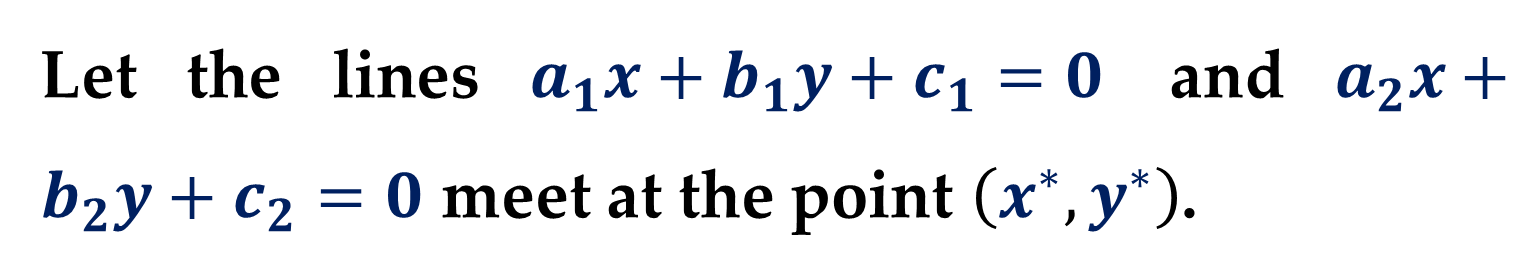 Let the lines a₁x + b₁y + c₁ = 0 and a₂x +
b₂y + c₂ = 0 meet at the point (x*, y*).